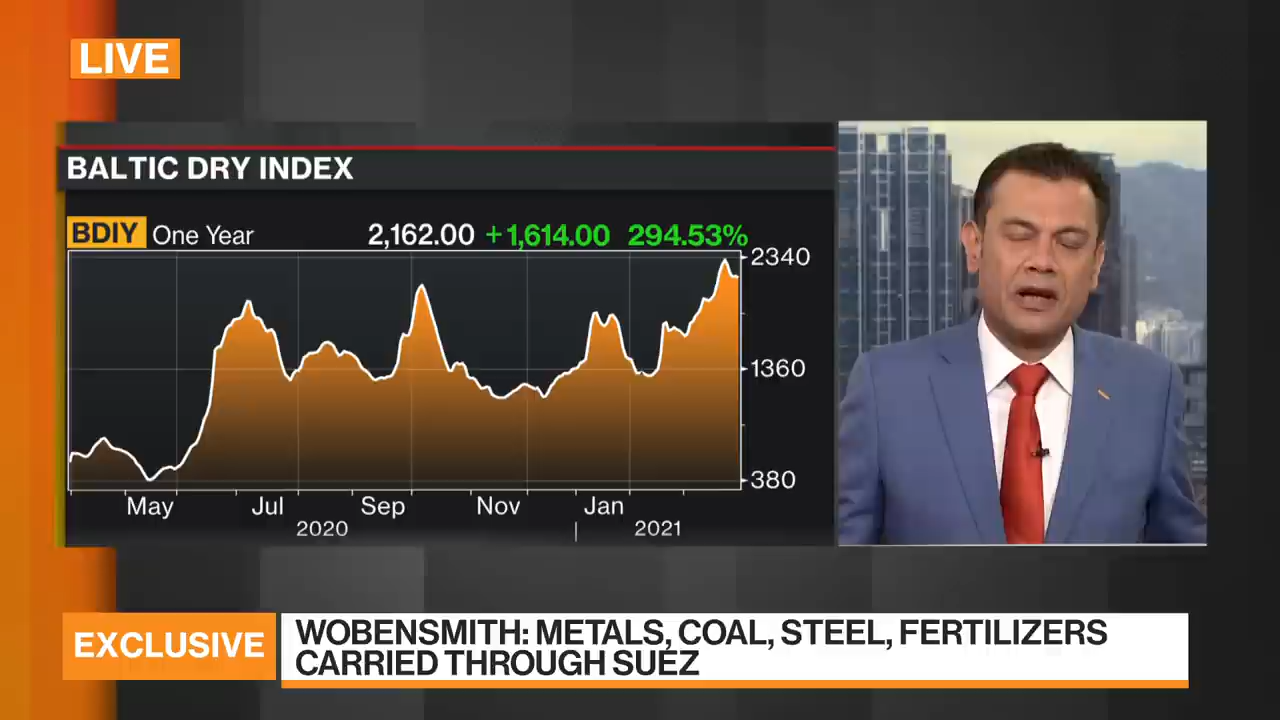 LIVE
BALTIC DRY INDEX
BDIY One Year 2,162.00 +1,614.00 294.53%
2340
1360
380
May Jul Sep Nov Jan
2020 2021
EXCLUSIVE
WOBENSMITH: METALS, COAL, STEEL, FERTILIZERS
CARRIED THROUGH SUEZ